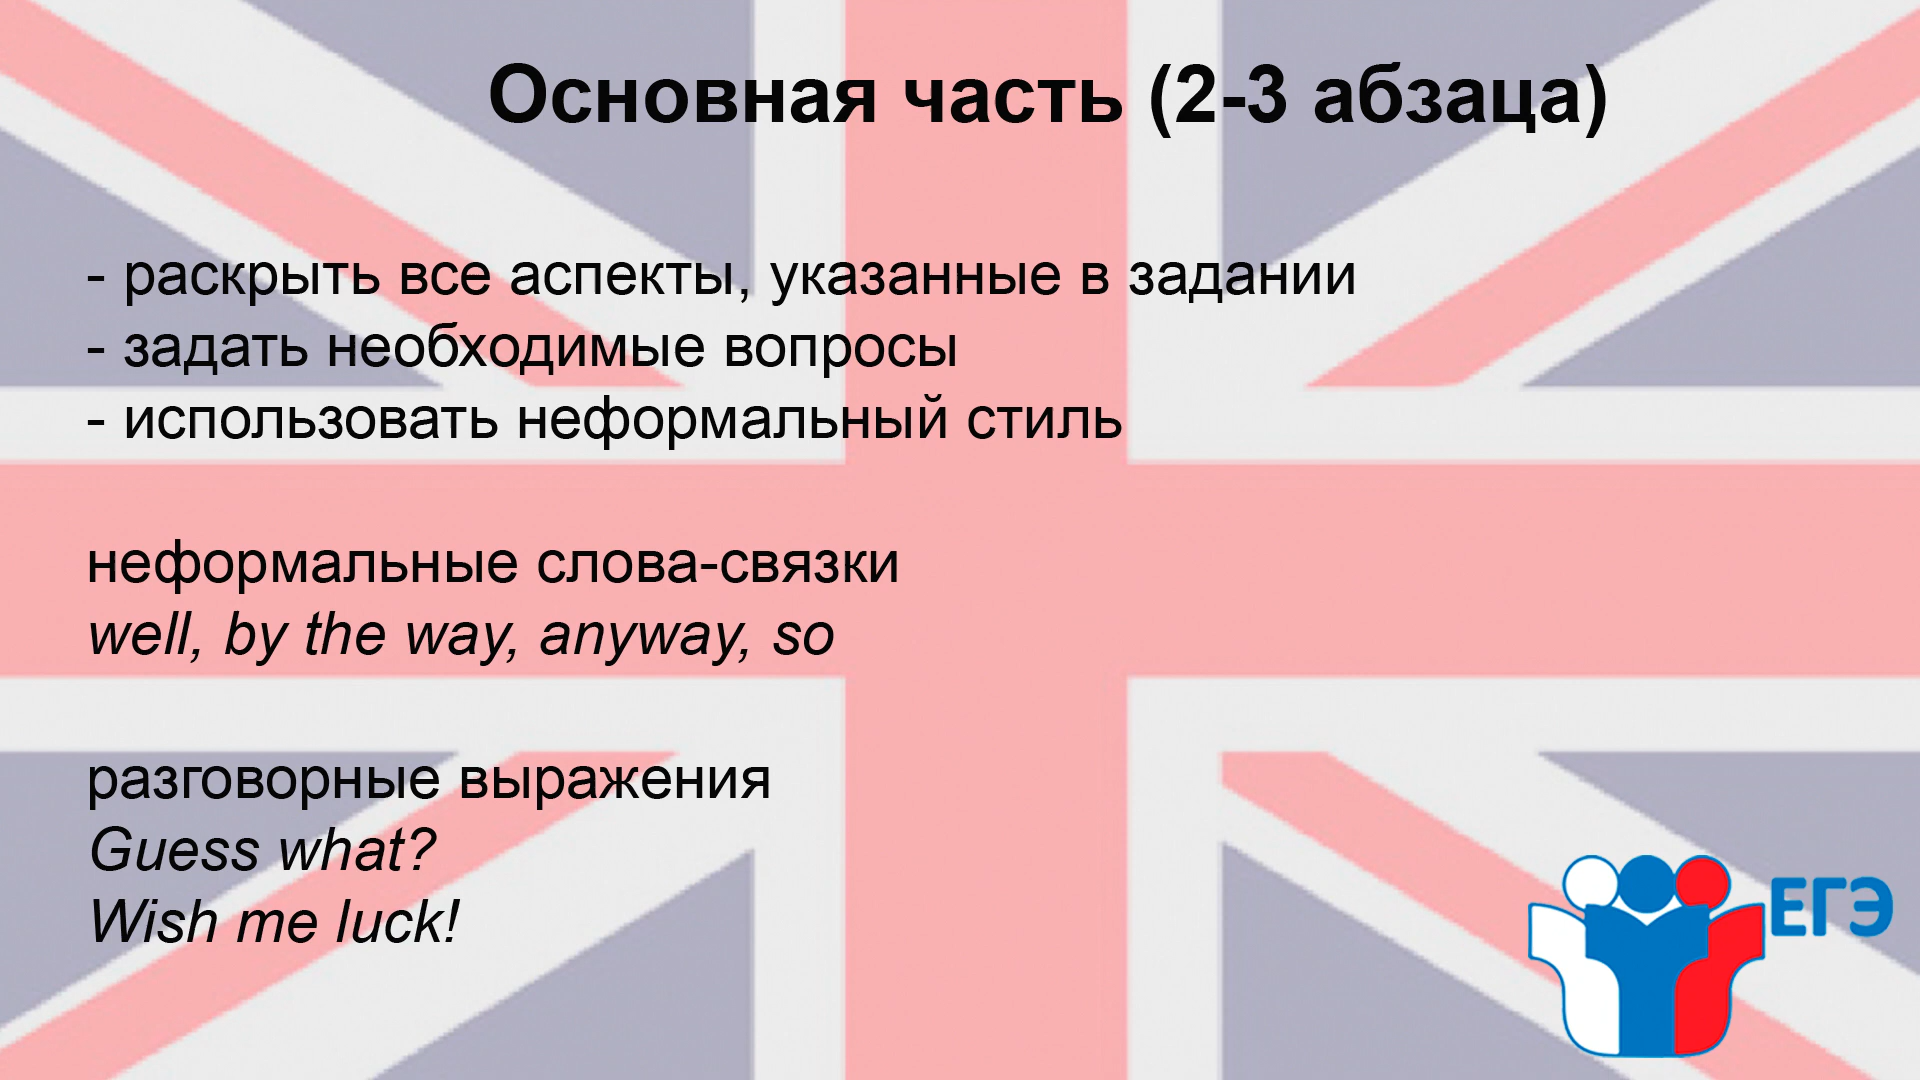 Основная часть (2-3 абзаца)
- раскрыть все аспекты, указанные в задании
- задать необходимые вопросы
- использовать неформальный стиль
неформальные слова-связки
well, by the way, anyway, so
разговорные выражения
Guess what?
Wish me luck!
ЕГЭ